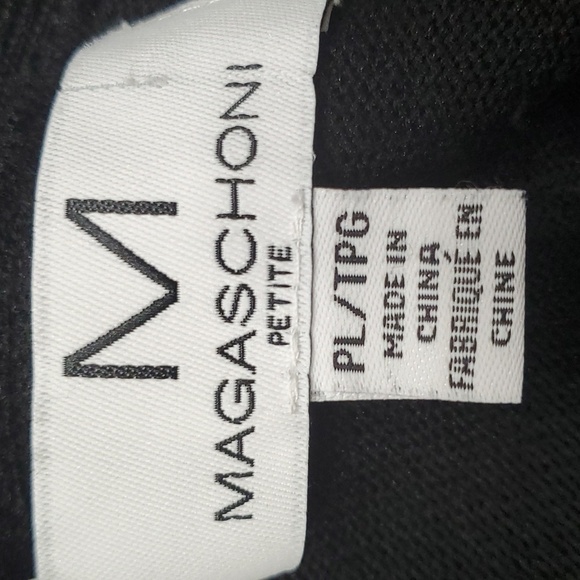 M
MAGASCHONI
PETITE
PL/TPG
MADE IN
CHINA
FABRIQUÉ EN
CHINE